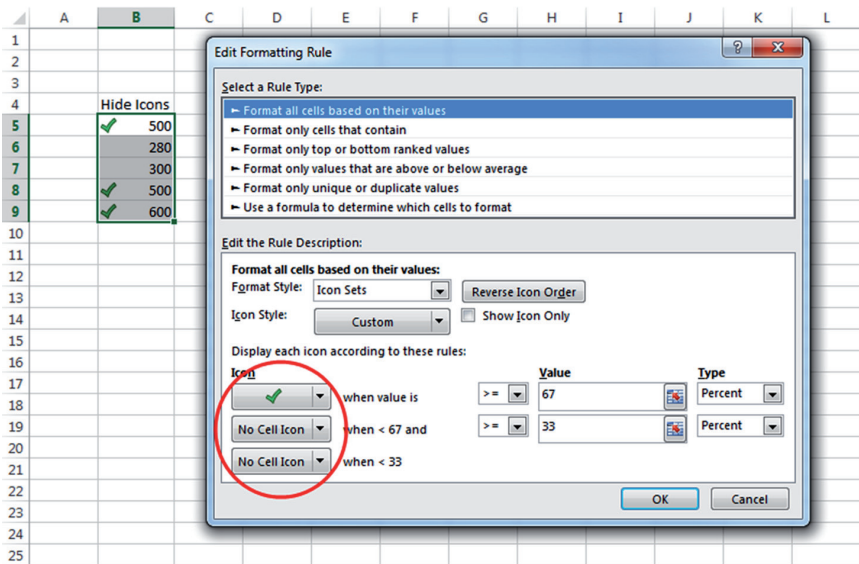 A B C D E F G H I J K L
1
2
3
4 Hide Icons
5 500
6 280
7 300
8 500
9 600
10
11
12
13
14
15
16
17
18
19
20
21
22
23
24
25
Edit Formatting Rule
?
Select a Rule Type:
► Format all cells based on their values
► Format only cells that contain
► Format only top or bottom ranked values
► Format only values that are above or below average
► Format only unique or duplicate values
► Use a formula to determine which cells to format
Edit the Rule Description:
Format all cells based on their values:
Format Style: Icon Sets Reverse Icon Order
Icon Style: Custom Show Icon Only
Display each icon according to these rules:
Icon Value Type
when value is >= 67 Percent
No Cell Icon when < 67 and >= 33 Percent
No Cell Icon when < 33
OK Cancel